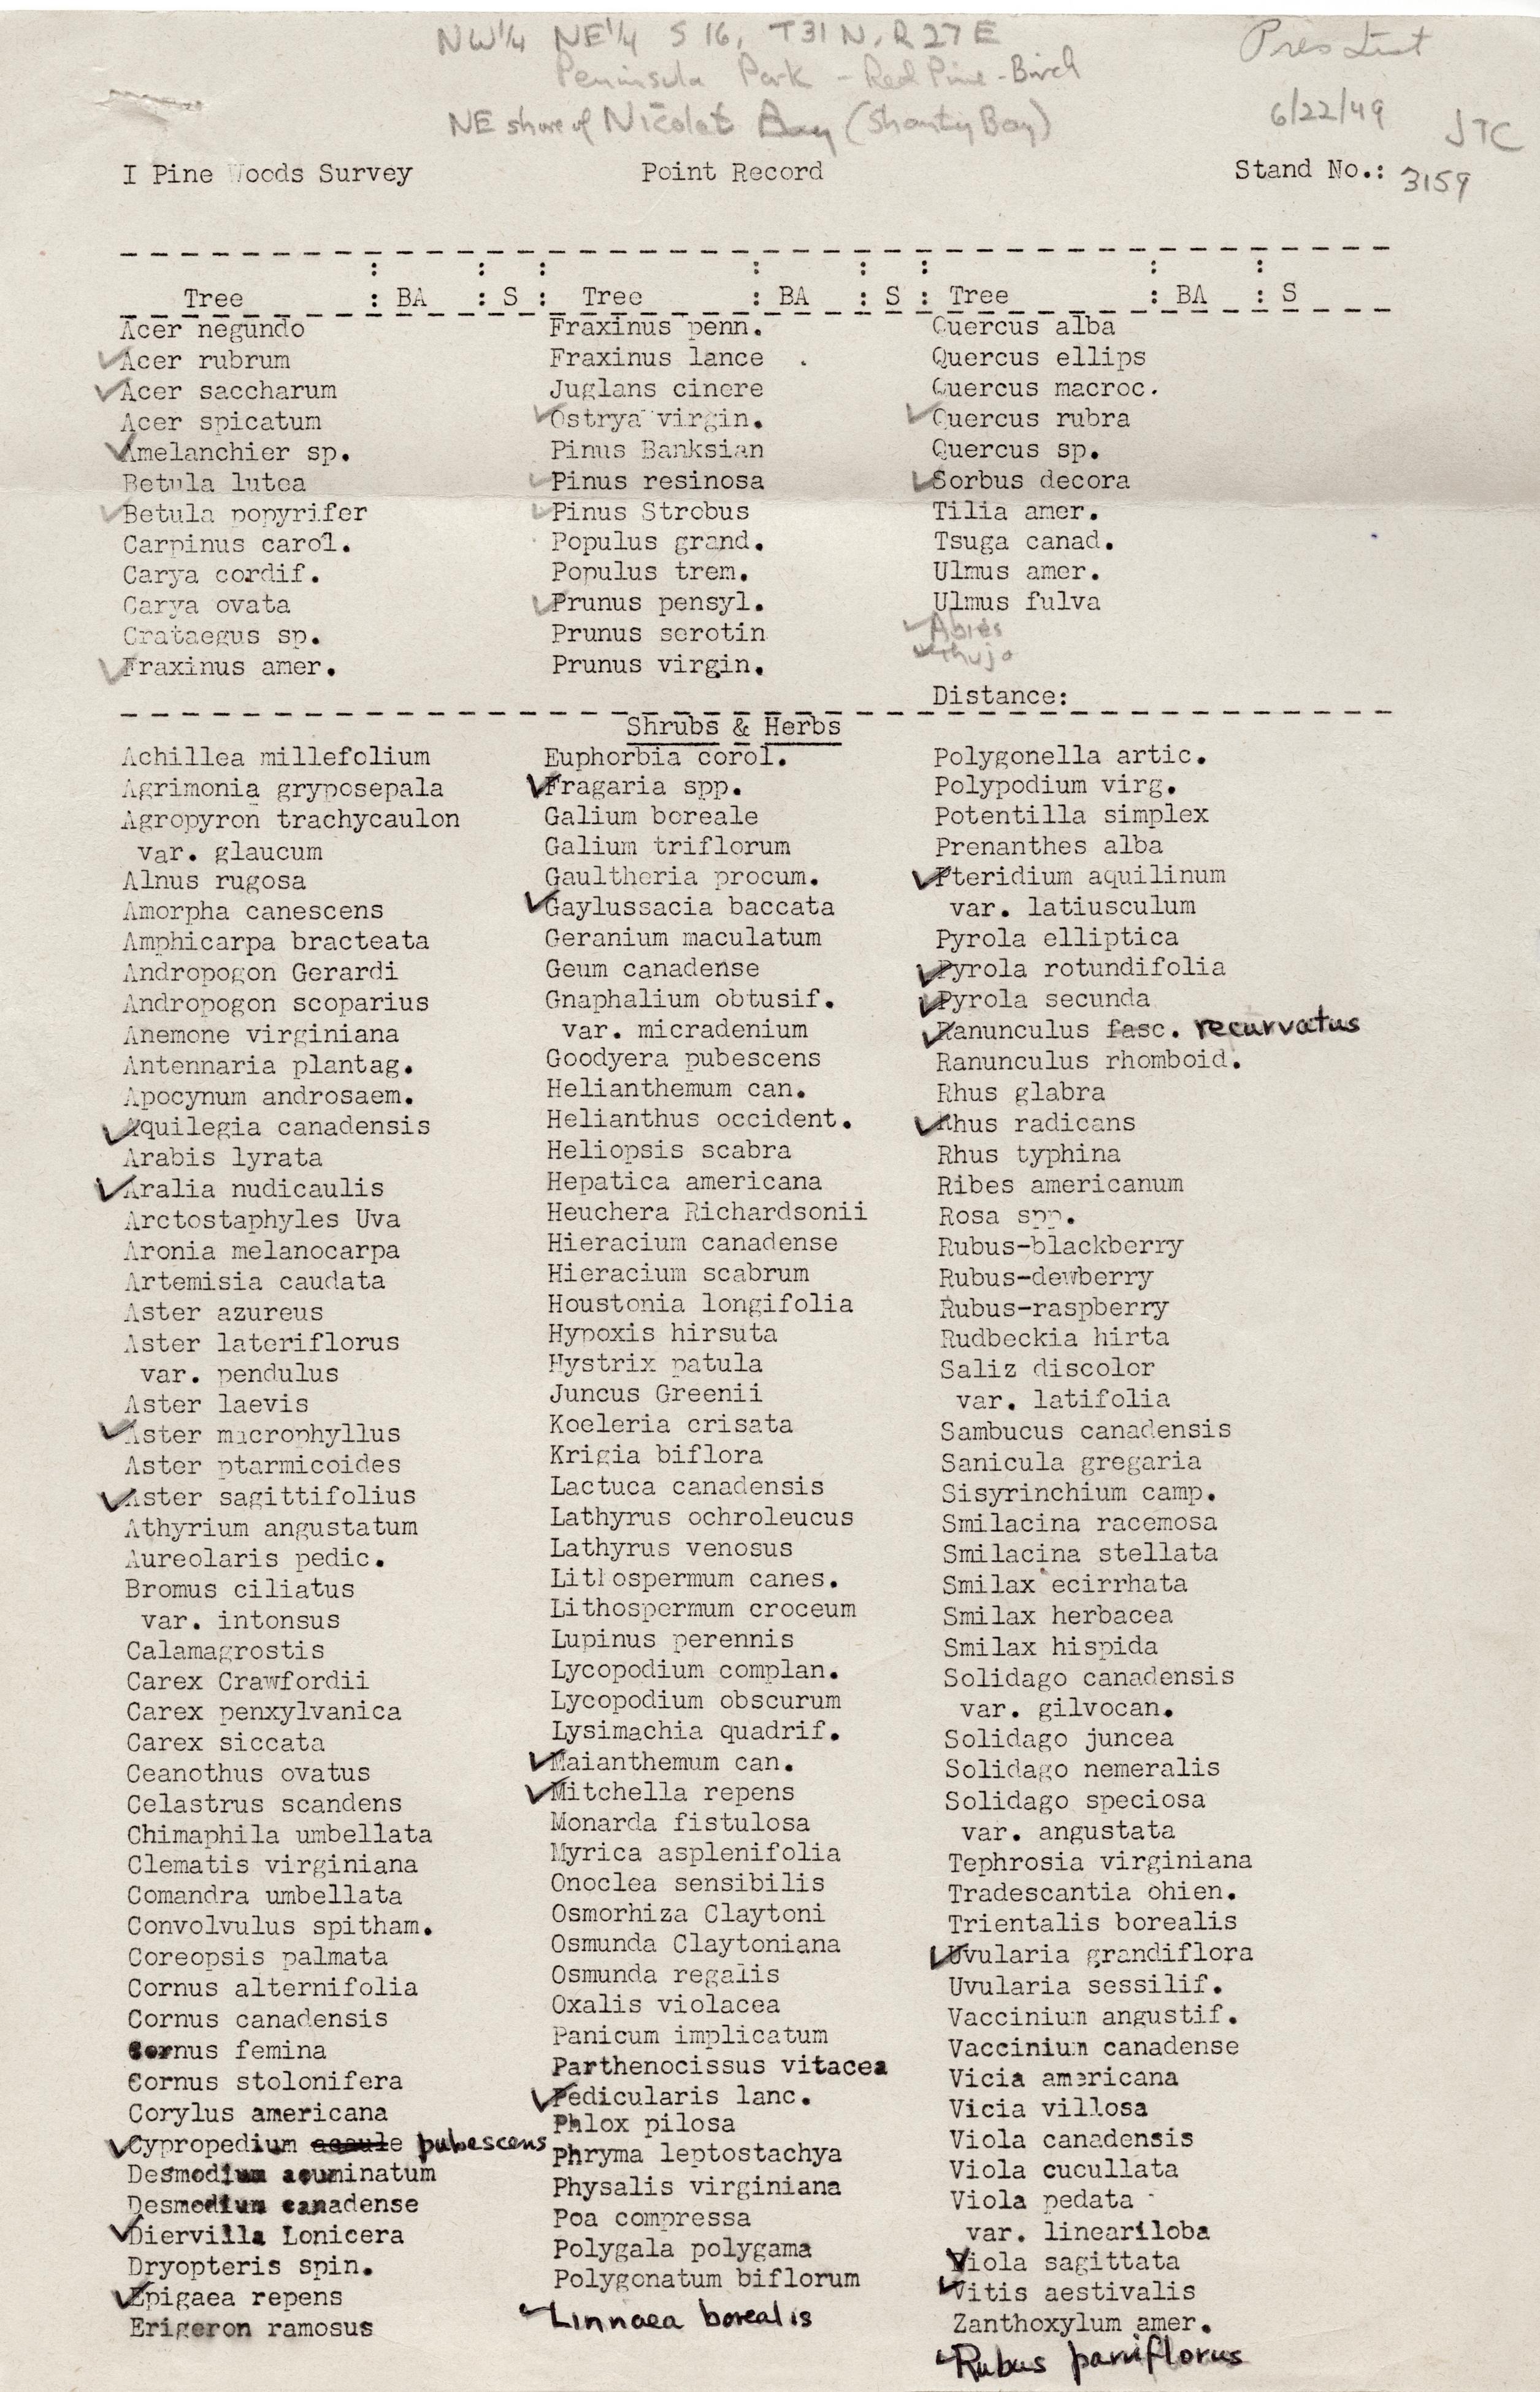 NW¼ NE¼ S 16, T31N, R27E
Pres List
Peninsula Park - Red Pine - Birch
6/22/49
NE shore of Nicolet Bay (Shanty Bay)
JTC
I Pine Woods Survey Point Record Stand No.: 3159
Tree : BA : S : Tree : BA : S : Tree : BA : S
Acer negundo
✓Acer rubrum
✓Acer saccharum
Acer spicatum
✓Amelanchier sp.
Betula lutea
✓Betula popyrifer
Carpinus carol.
Carya cordif.
Carya ovata
Crataegus sp.
✓Fraxinus amer.
Fraxinus penn.
Fraxinus lance .
Juglans cinere
✓Ostrya virgin.
Pinus Banksian
✓Pinus resinosa
✓Pinus Strobus
Populus grand.
Populus trem.
✓Prunus pensyl.
Prunus serotin
Prunus virgin.
Quercus alba
Quercus ellips
Quercus macroc.
✓Quercus rubra
Quercus sp.
✓Sorbus decora
Tilia amer.
Tsuga canad.
Ulmus amer.
Ulmus fulva
✓Abies
✓Thuja
Distance:
Shrubs & Herbs
Achillea millefolium
Agrimonia gryposepala
Agropyron trachycaulon
var. glaucum
Alnus rugosa
Amorpha canescens
Amphicarpa bracteata
Andropogon Gerardi
Andropogon scoparius
Anemone virginiana
Antennaria plantag.
Apocynum androsaem.
✓Aquilegia canadensis
Arabis lyrata
✓Aralia nudicaulis
Arctostaphyles Uva
Aronia melanocarpa
Artemisia caudata
Aster azureus
Aster lateriflorus
var. pendulus
Aster laevis
✓Aster macrophyllus
Aster ptarmicoides
✓Aster sagittifolius
Athyrium angustatum
Aureolaris pedic.
Bromus ciliatus
var. intonsus
Calamagrostis
Carex Crawfordii
Carex penxylvanica
Carex siccata
Ceanothus ovatus
Celastrus scandens
Chimaphila umbellata
Clematis virginiana
Comandra umbellata
Convolvulus spitham.
Coreopsis palmata
Cornus alternifolia
Cornus canadensis
Cornus femina
Cornus stolonifera
Corylus americana
✓Cypropedium acaule pubescens
Desmodium acuminatum
Desmodium canadense
✓Diervilla Lonicera
Dryopteris spin.
✓Epigaea repens
Erigeron ramosus
Euphorbia corol.
✓Fragaria spp.
Galium boreale
Galium triflorum
Gaultheria procum.
✓Gaylussacia baccata
Geranium maculatum
Geum canadense
Gnaphalium obtusif.
var. micradenium
Goodyera pubescens
Helianthemum can.
Helianthus occident.
Heliopsis scabra
Hepatica americana
Heuchera Richardsonii
Hieracium canadense
Hieracium scabrum
Houstonia longifolia
Hypoxis hirsuta
Hystrix patula
Juncus Greenii
Koeleria crisata
Krigia biflora
Lactuca canadensis
Lathyrus ochroleucus
Lathyrus venosus
Lithospermum canes.
Lithospermum croceum
Lupinus perennis
Lycopodium complan.
Lycopodium obscurum
Lysimachia quadrif.
✓Maianthemum can.
✓Mitchella repens
Monarda fistulosa
Myrica asplenifolia
Onoclea sensibilis
Osmorhiza Claytoni
Osmunda Claytoniana
Osmunda regalis
Oxalis violacea
Panicum implicatum
Parthenocissus vitacea
✓Pedicularis lanc.
Phlox pilosa
Phryma leptostachya
Physalis virginiana
Poa compressa
Polygala polygama
Polygonatum biflorum
✓Linnaea borealis
Polygonella artic.
Polypodium virg.
Potentilla simplex
Prenanthes alba
✓Pteridium aquilinum
var. latiusculum
Pyrola elliptica
✓Pyrola rotundifolia
✓Pyrola secunda
✓Ranunculus fasc. recurvatus
Ranunculus rhomboid.
Rhus glabra
✓Rhus radicans
Rhus typhina
Ribes americanum
Rosa spp.
Rubus-blackberry
Rubus-dewberry
Rubus-raspberry
Rudbeckia hirta
Saliz discolor
var. latifolia
Sambucus canadensis
Sanicula gregaria
Sisyrinchium camp.
Smilacina racemosa
Smilacina stellata
Smilax ecirrhata
Smilax herbacea
Smilax hispida
Solidago canadensis
var. gilvocan.
Solidago juncea
Solidago nemeralis
Solidago speciosa
var. angustata
Tephrosia virginiana
Tradescantia ohien.
Trientalis borealis
✓Uvularia grandiflora
Uvularia sessilif.
Vaccinium angustif.
Vaccinium canadense
Vicia americana
Vicia villosa
Viola canadensis
Viola cucullata
Viola pedata
var. lineariloba
✓Viola sagittata
✓Vitis aestivalis
Zanthoxylum amer.
✓Rubus parviflorus